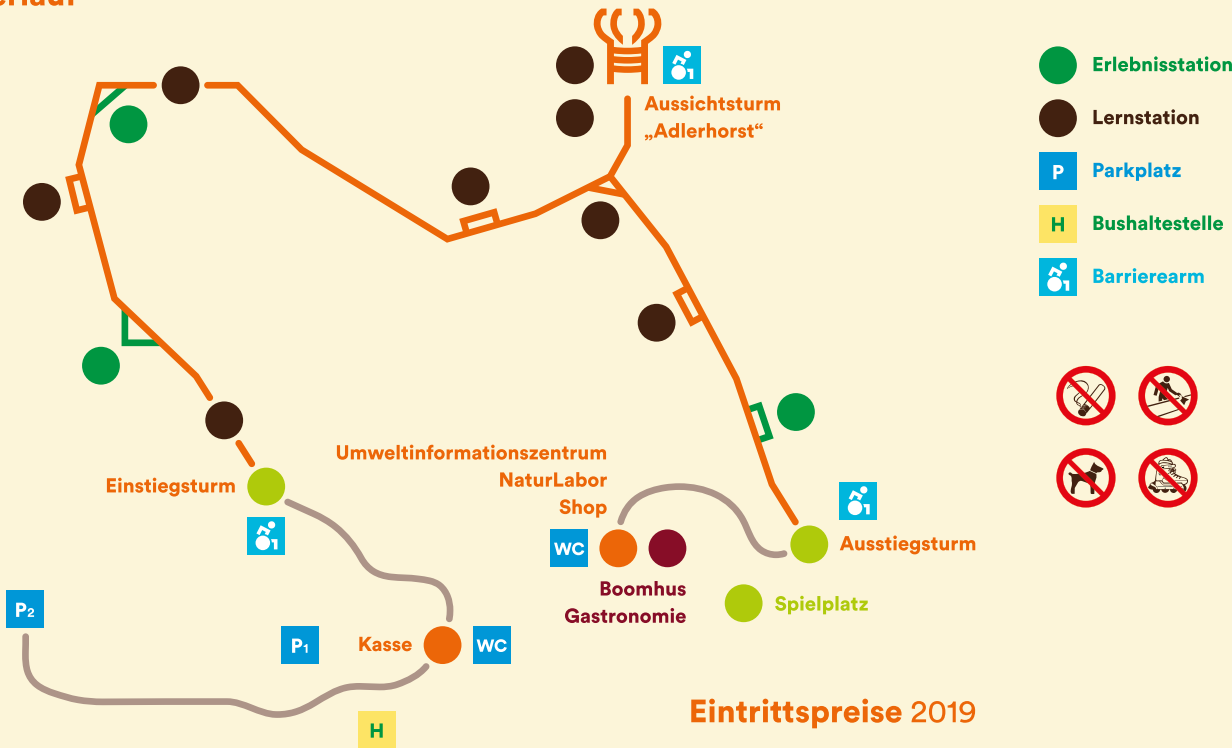 Aussichtsturm
„Adlerhorst“
Erlebnisstation
Lernstation
P Parkplatz
H Bushaltestelle
Barrierearm
Umweltinformationszentrum
NaturLabor
Shop
Einstiegsturm
WC
Ausstiegsturm
Boomhus
Gastronomie
Spielplatz
P2
P1
Kasse
WC
H
Eintrittspreise 2019